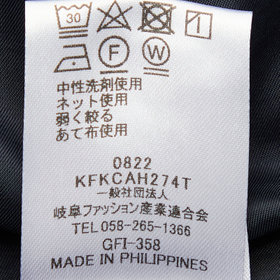 30
F W
中性洗剤使用
ネット使用
弱く絞る
あて布使用
0822
KFKCAH274T
一般社団法人
岐阜ファッション産業連合会
TEL 058-265-1366
GFI-358
MADE IN PHILIPPINES